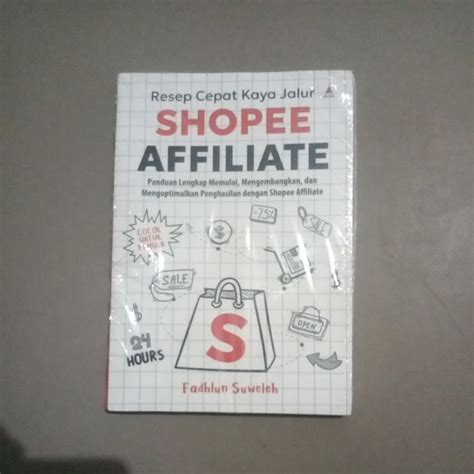 Resep Cepat Kaya Jalur
SHOPEE
AFFILIATE
Panduan Lengkap Memulai, Mengembangkan, dan
Mengoptimalkan Penghasilan dengan Shopee Affiliate
COCOK
UNTUK
PEMULA
-75%
SALE
$
SALE
S
OPEN
24
HOURS
Fadhlun Suweleh